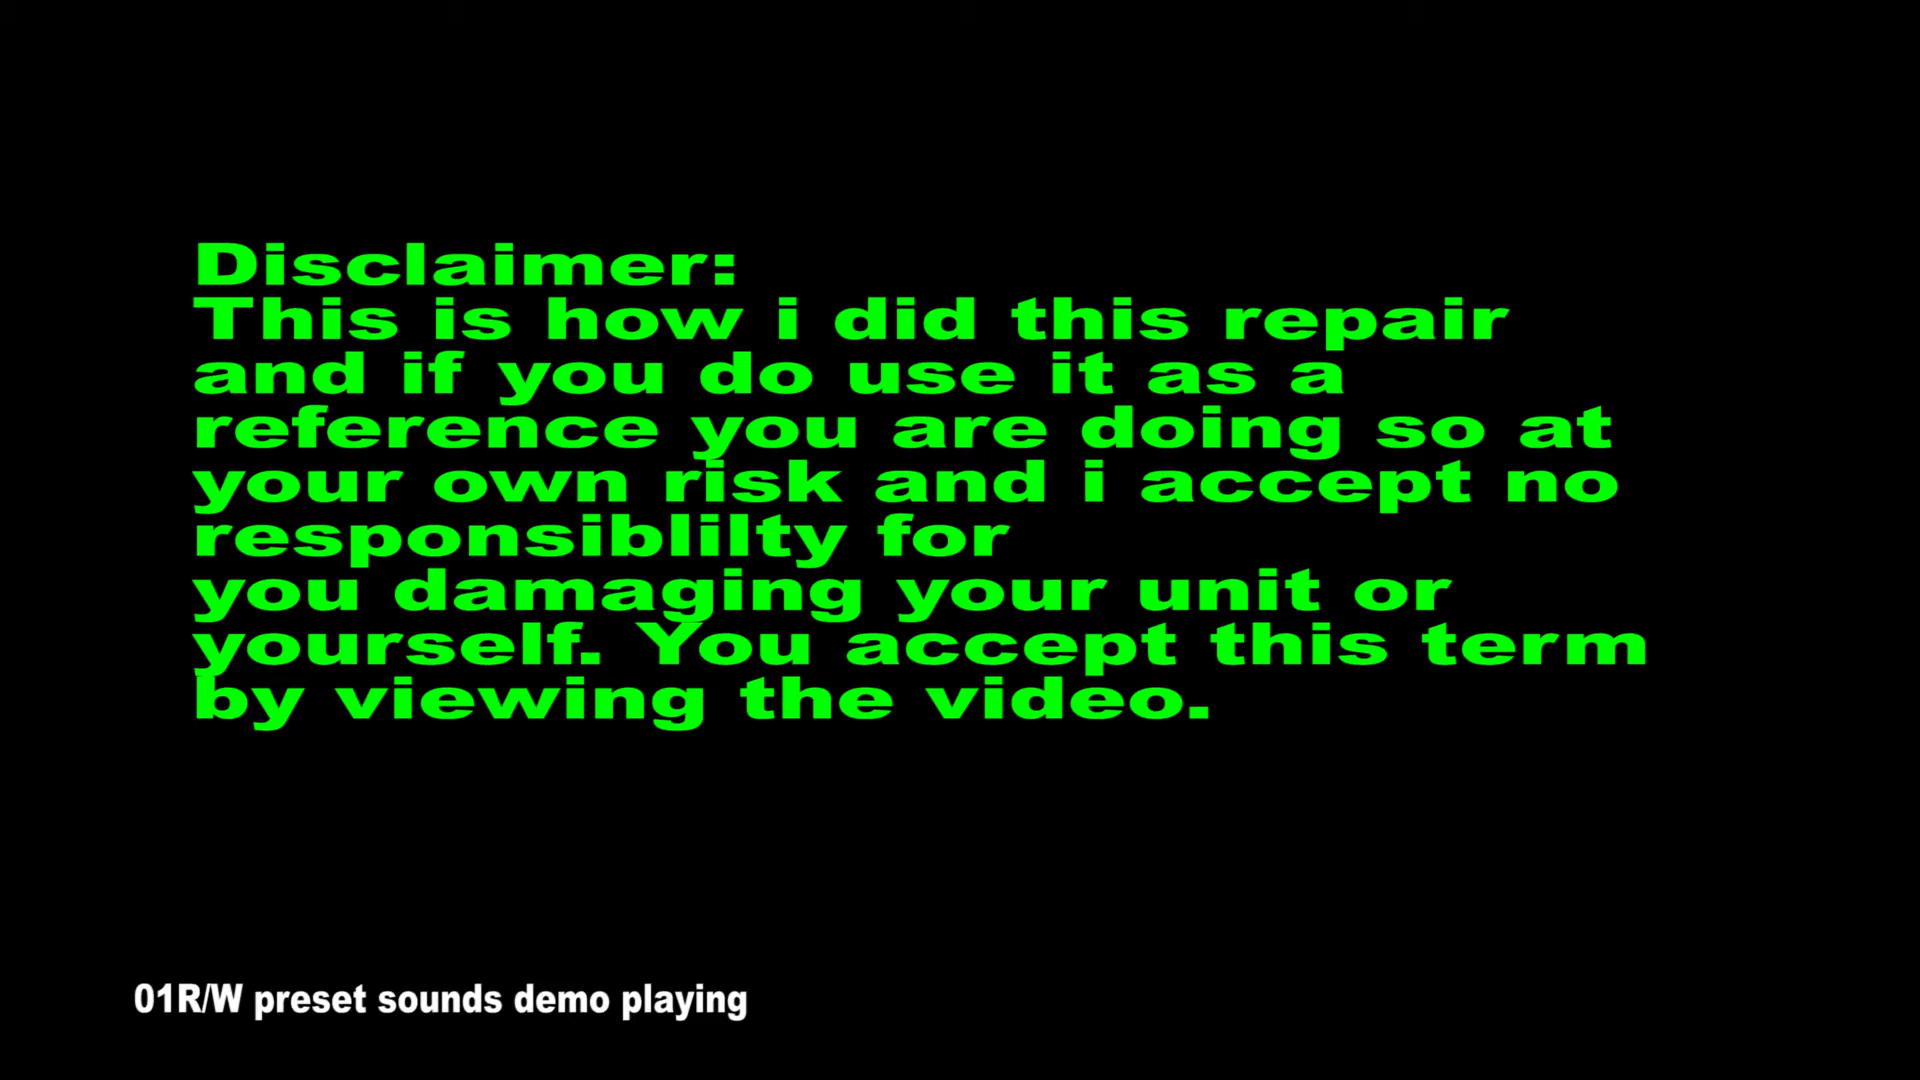 Disclaimer:
This is how i did this repair
and if you do use it as a
reference you are doing so at
your own risk and i accept no
responsiblilty for
you damaging your unit or
yourself. You accept this term
by viewing the video.
01R/W preset sounds demo playing